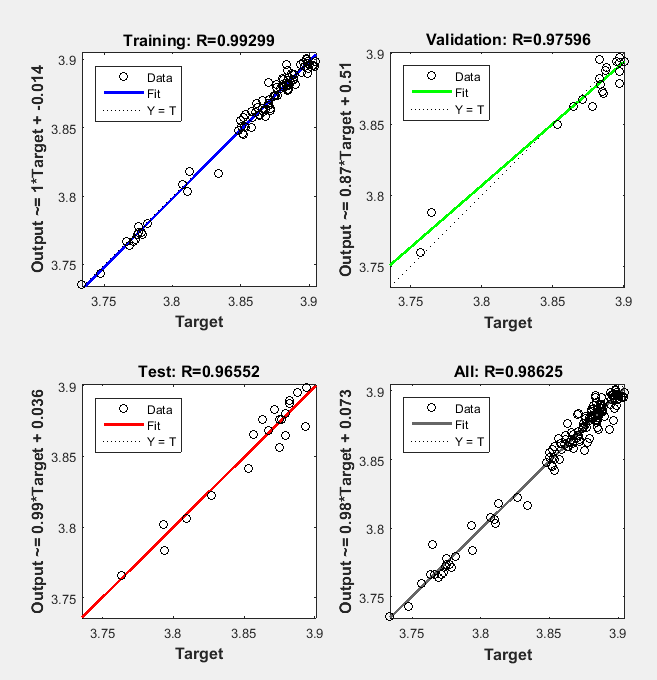 Training: R=0.99299
Output ~= 1*Target + -0.014
3.9
3.85
3.8
3.75
Data
Fit
Y = T
3.75
3.8
3.85
3.9
Target
Validation: R=0.97596
Output ~= 0.87*Target + 0.51
3.9
3.85
3.8
3.75
Data
Fit
Y = T
3.75
3.8
3.85
3.9
Target
Test: R=0.96552
Output ~= 0.99*Target + 0.036
3.9
3.85
3.8
3.75
Data
Fit
Y = T
3.75
3.8
3.85
3.9
Target
All: R=0.98625
Output ~= 0.98*Target + 0.073
3.9
3.85
3.8
3.75
Data
Fit
Y = T
3.75
3.8
3.85
3.9
Target